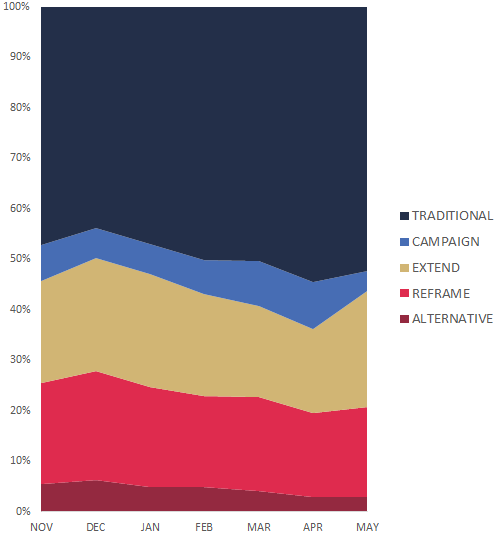 100%
90%
80%
70%
60%
50%
40%
30%
20%
10%
0%
NOV DEC JAN FEB MAR APR MAY
TRADITIONAL
CAMPAIGN
EXTEND
REFRAME
ALTERNATIVE